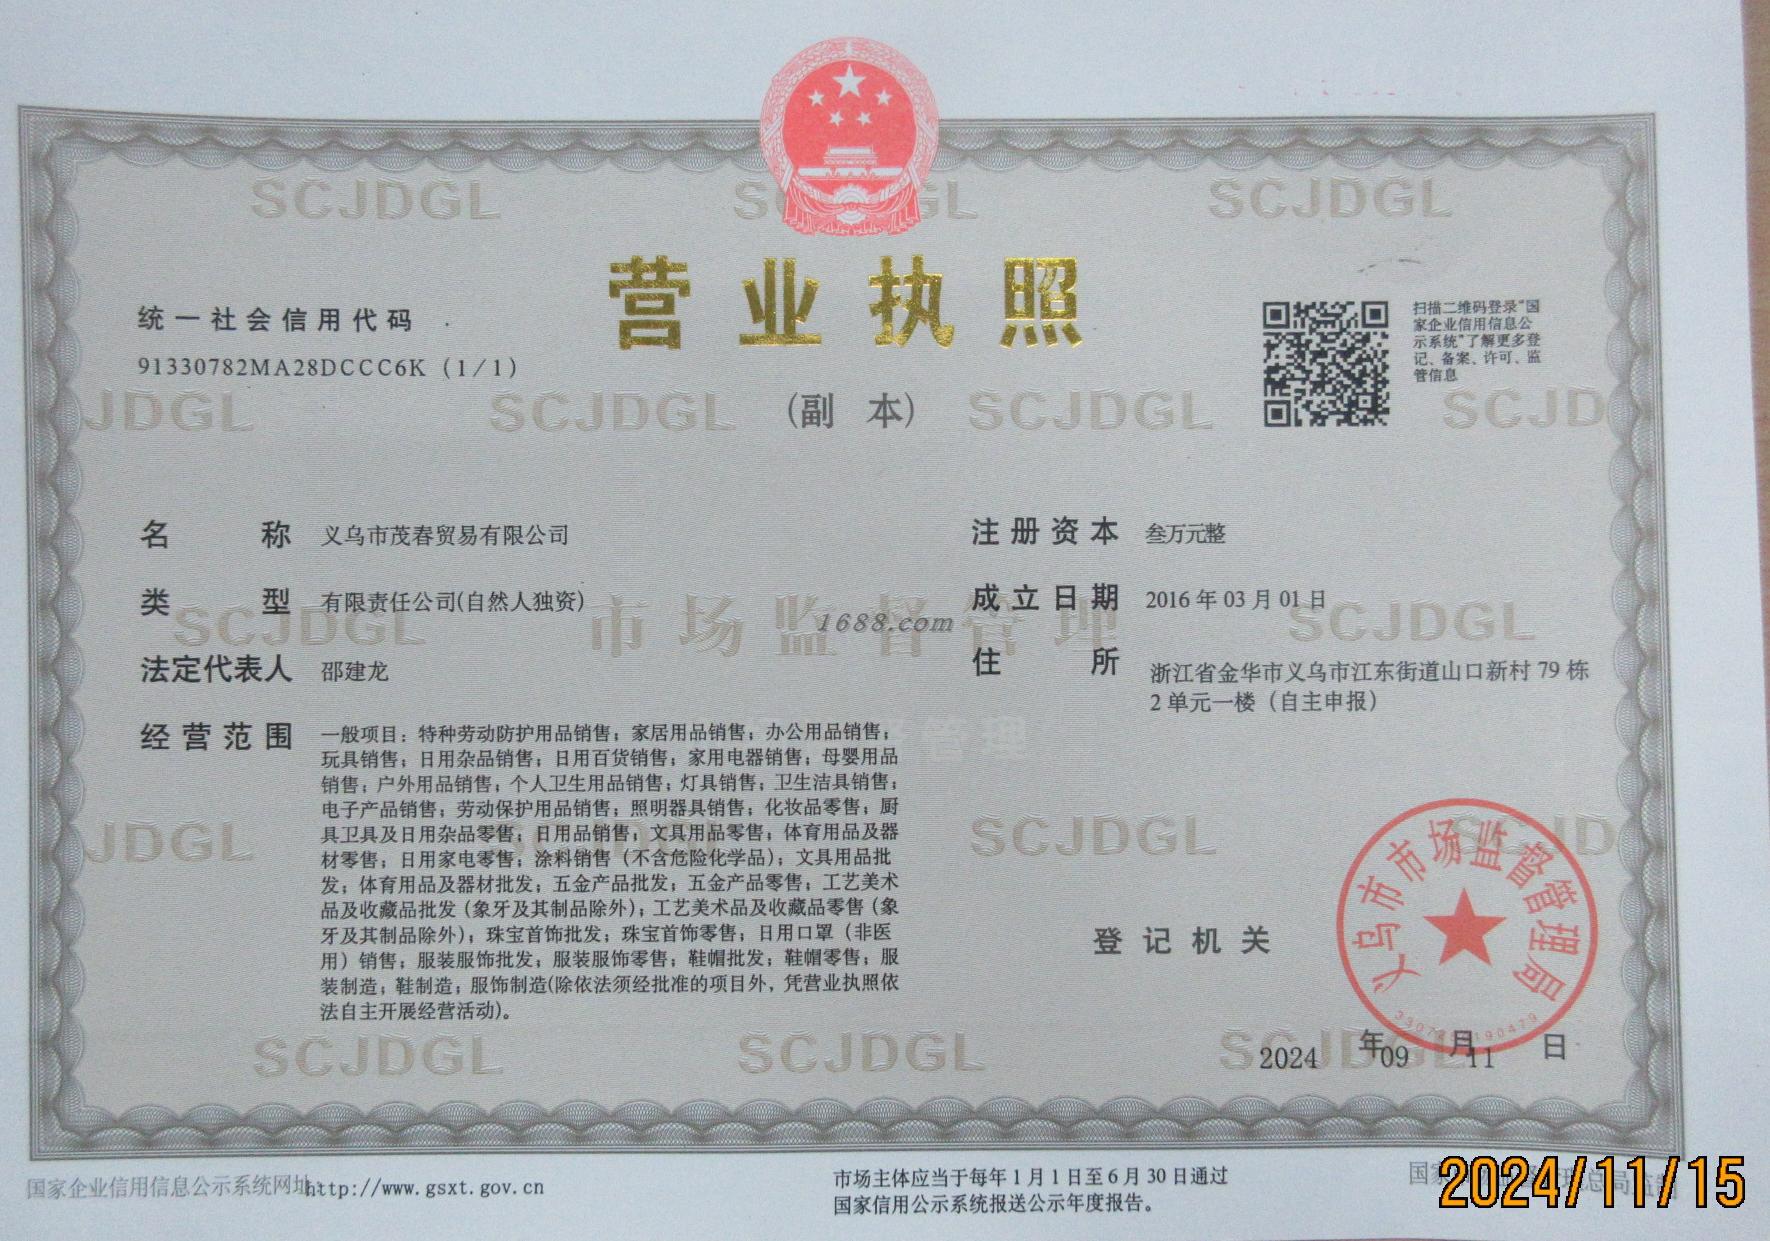 营业执照
(副 本)
统一社会信用代码
91330782MA28DCCC6K (1/1)
扫描二维码登录“国
家企业信用信息公
示系统”了解更多登
记、备案、许可、监
管信息
名 称 义乌市茂春贸易有限公司
类 型 有限责任公司(自然人独资)
法定代表人 邵建龙
经营范围 一般项目：特种劳动防护用品销售；家居用品销售；办公用品销售；
玩具销售；日用杂品销售；日用百货销售；家用电器销售；母婴用品
销售；户外用品销售；个人卫生用品销售；灯具销售；卫生洁具销售；
电子产品销售；劳动保护用品销售；照明器具销售；化妆品零售；厨
具卫具及日用杂品零售；日用品销售；文具用品零售；体育用品及器
材零售；日用家电零售；涂料销售（不含危险化学品）；文具用品批
发；体育用品及器材批发；五金产品批发；五金产品零售；工艺美术
品及收藏品批发（象牙及其制品除外）；工艺美术品及收藏品零售（象
牙及其制品除外）；珠宝首饰批发；珠宝首饰零售；日用口罩（非医
用）销售；服装服饰批发；服装服饰零售；鞋帽批发；鞋帽零售；服
装制造；鞋制造；服饰制造(除依法须经批准的项目外，凭营业执照依
法自主开展经营活动)。
注册资本 叁万元整
成立日期 2016 年 03 月 01 日
住 所 浙江省金华市义乌市江东街道山口新村 79 栋
2 单元一楼（自主申报）
1688.com
SCJDGL
市场监督管理
登记机关
义乌市市场监督管理局
2024 年 09 月 11 日
国家企业信用信息公示系统网址:http://www.gsxt.gov.cn
市场主体应当于每年 1 月 1 日至 6 月 30 日通过
国家信用公示系统报送公示年度报告。
2024/11/15